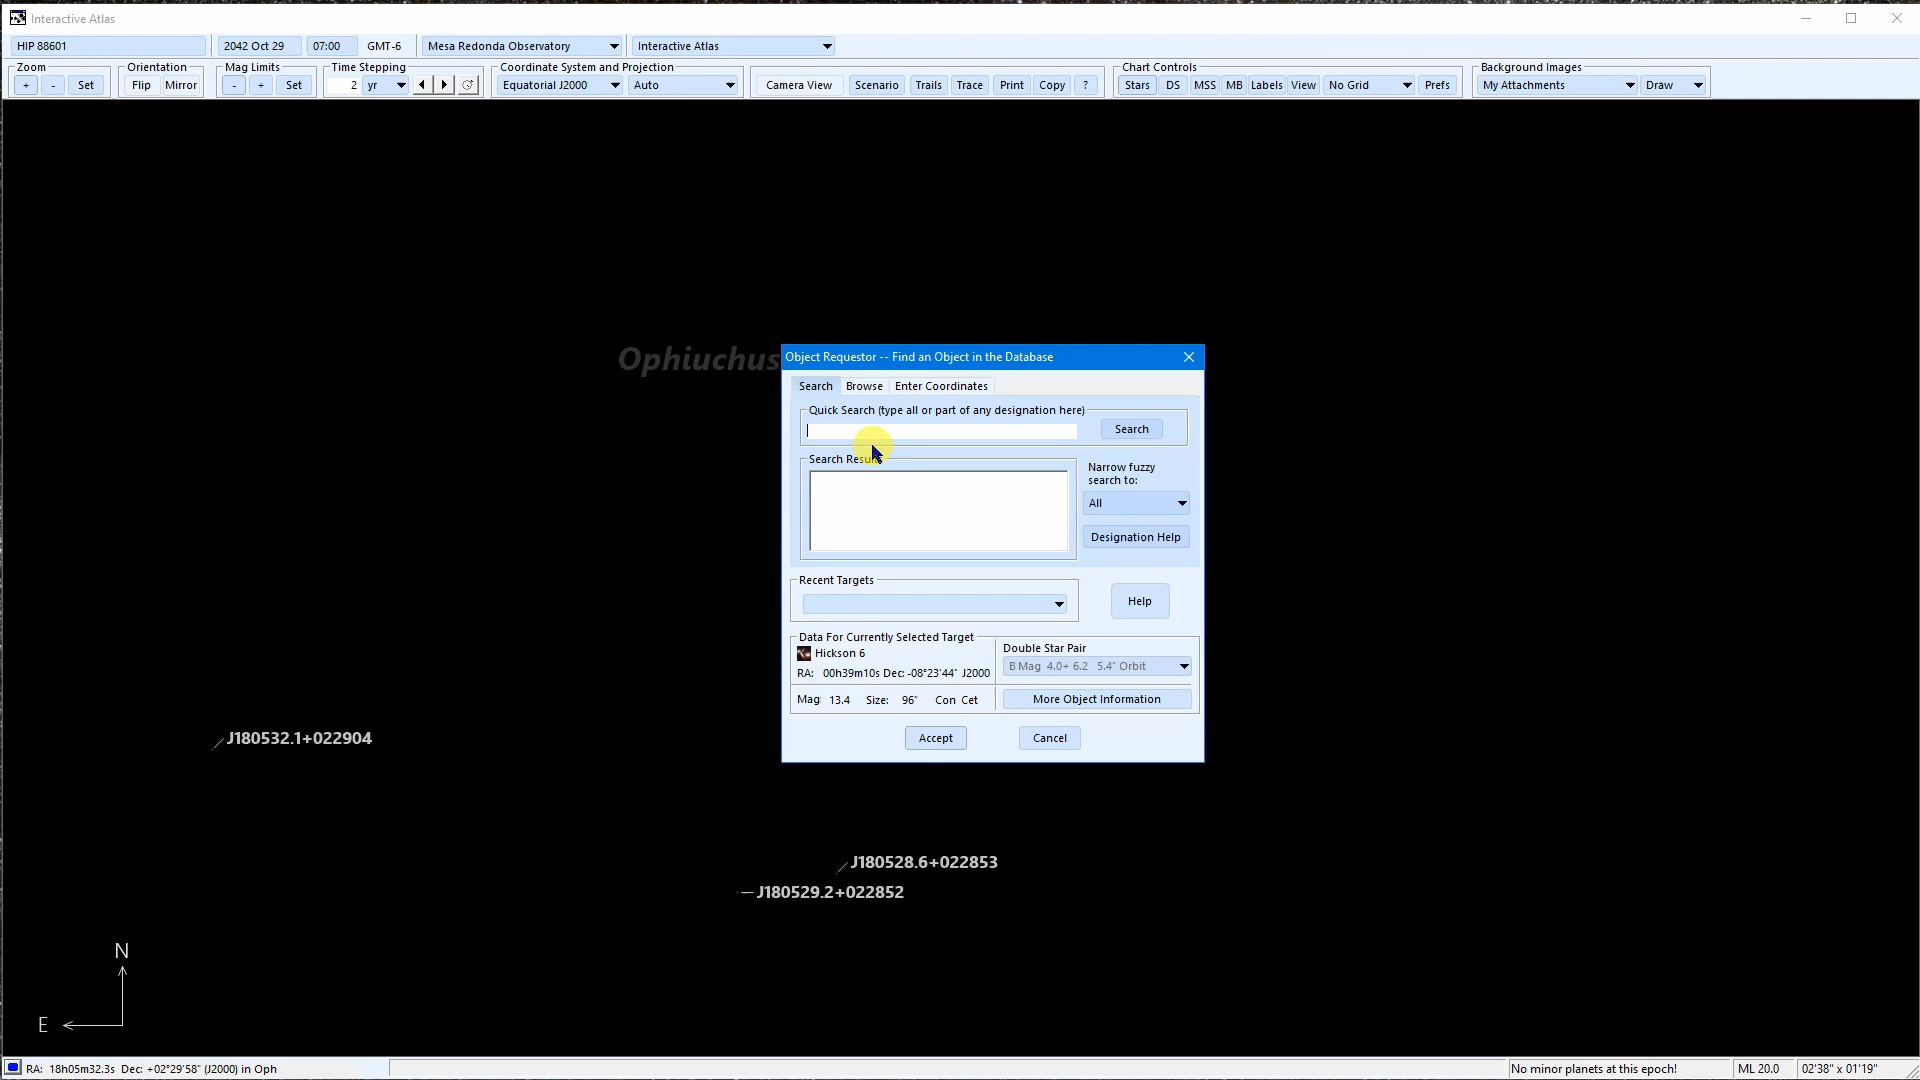 Interactive Atlas
HIP 88601
2042 Oct 29
07:00
GMT-6
Mesa Redonda Observatory
Interactive Atlas
Zoom
+
-
Set
Orientation
Flip
Mirror
Mag Limits
-
+
Set
Time Stepping
2
yr
Coordinate System and Projection
Equatorial J2000
Auto
Camera View
Scenario
Trails
Trace
Print
Copy
?
Chart Controls
Stars
DS
MSS
MB
Labels
View
No Grid
Prefs
Background Images
My Attachments
Draw
Ophiuchus
Object Requestor -- Find an Object in the Database
Search
Browse
Enter Coordinates
Quick Search (type all or part of any designation here)
Search
Search
Narrow fuzzy
search to:
All
Designation Help
Recent Targets
Help
Data For Currently Selected Target
Hickson 6
RA: 00h39m10s Dec: -08°23'44" J2000
Mag: 13.4 Size: 96" Con Cet
Double Star Pair
B Mag 4.0+ 6.2 5.4" Orbit
More Object Information
Accept
Cancel
J180532.1+022904
J180528.6+022853
J180529.2+022852
N
E
RA: 18h05m32.3s Dec: +02°29'58" (J2000) in Oph
No minor planets at this epoch!
ML 20.0
02'38" x 01'19"